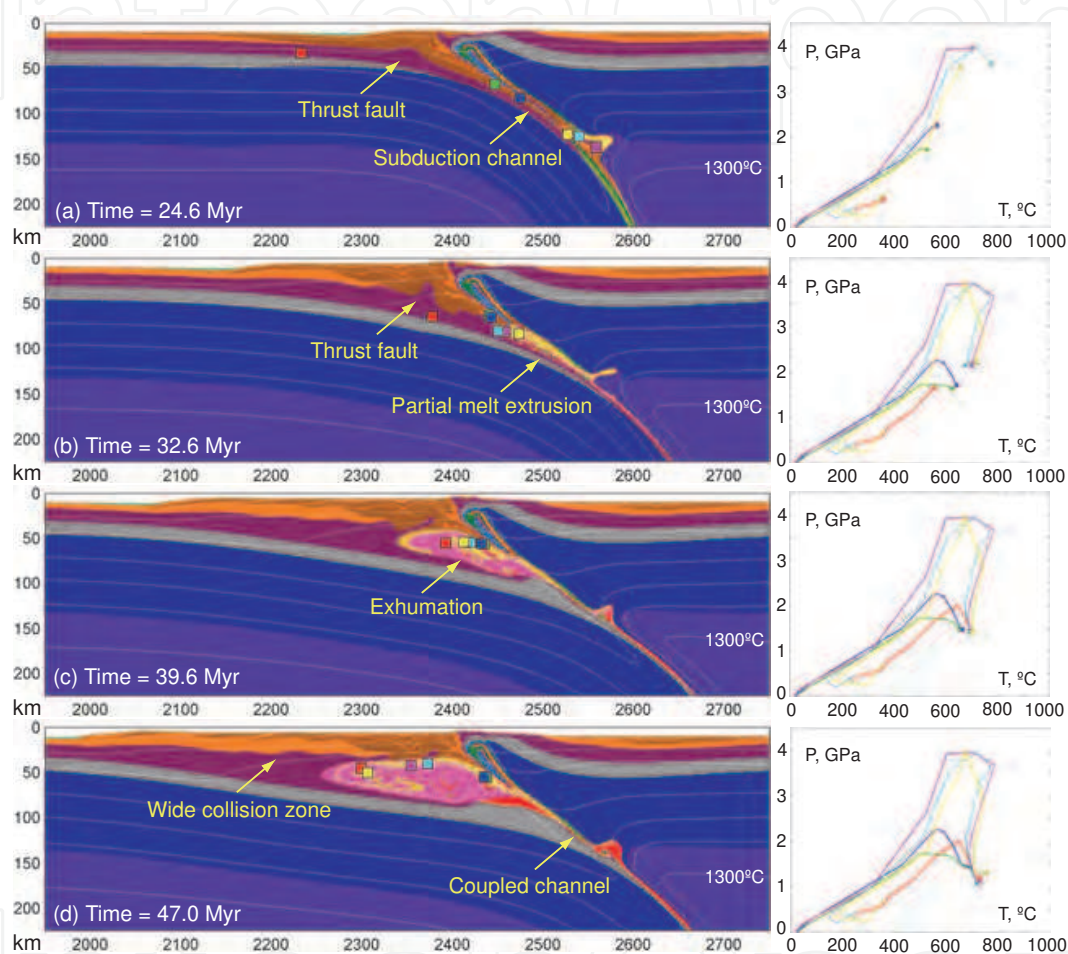 0
50
100
150
200
km
Thrust fault
Subduction channel
1300ºC
(a) Time = 24.6 Myr
2000 2100 2200 2300 2400 2500 2600 2700
P, GPa
4
3
2
1
0
T, ºC
0 200 400 600 800 1000
0
50
100
150
200
km
Thrust fault
Partial melt extrusion
1300ºC
(b) Time = 32.6 Myr
2000 2100 2200 2300 2400 2500 2600 2700
P, GPa
4
3
2
1
0
T, ºC
0 200 400 600 800 1000
0
50
100
150
200
km
Exhumation
1300ºC
(c) Time = 39.6 Myr
2000 2100 2200 2300 2400 2500 2600 2700
P, GPa
4
3
2
1
0
T, ºC
0 200 400 600 800 1000
0
50
100
150
200
km
Wide collision zone
Coupled channel
1300ºC
(d) Time = 47.0 Myr
2000 2100 2200 2300 2400 2500 2600 2700
P, GPa
4
3
2
1
0
T, ºC
0 200 400 600 800 1000